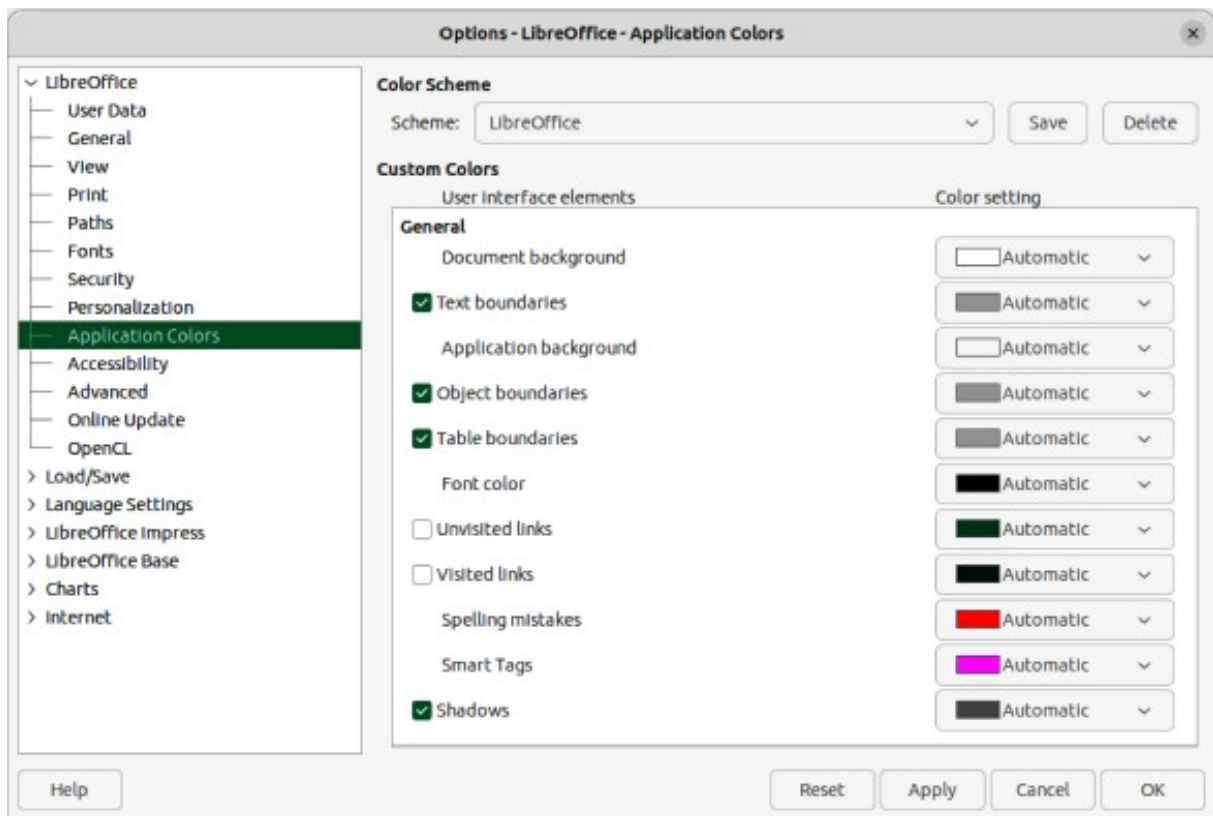 Options - LibreOffice - Application Colors
LibreOffice
User Data
General
View
Print
Paths
Fonts
Security
Personalization
Application Colors
Accessibility
Advanced
Online Update
OpenCL
Load/Save
Language Settings
LibreOffice Impress
LibreOffice Base
Charts
Internet
Color Scheme
Scheme: LibreOffice Save Delete
Custom Colors
User interface elements Color setting
General
Document background Automatic
Text boundaries Automatic
Application background Automatic
Object boundaries Automatic
Table boundaries Automatic
Font color Automatic
Unvisited links Automatic
Visited links Automatic
Spelling mistakes Automatic
Smart Tags Automatic
Shadows Automatic
Help Reset Apply Cancel OK